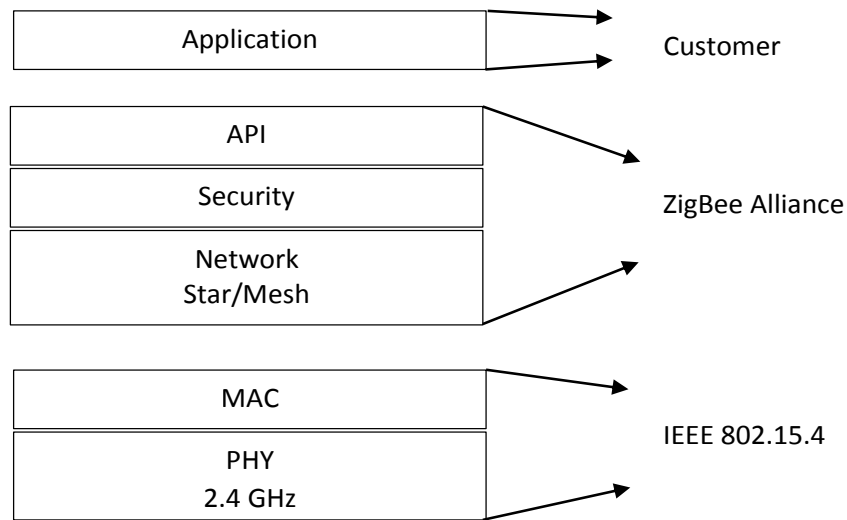 Application
Customer
API
Security
ZigBee Alliance
Network
Star/Mesh
MAC
IEEE 802.15.4
PHY
2.4 GHz